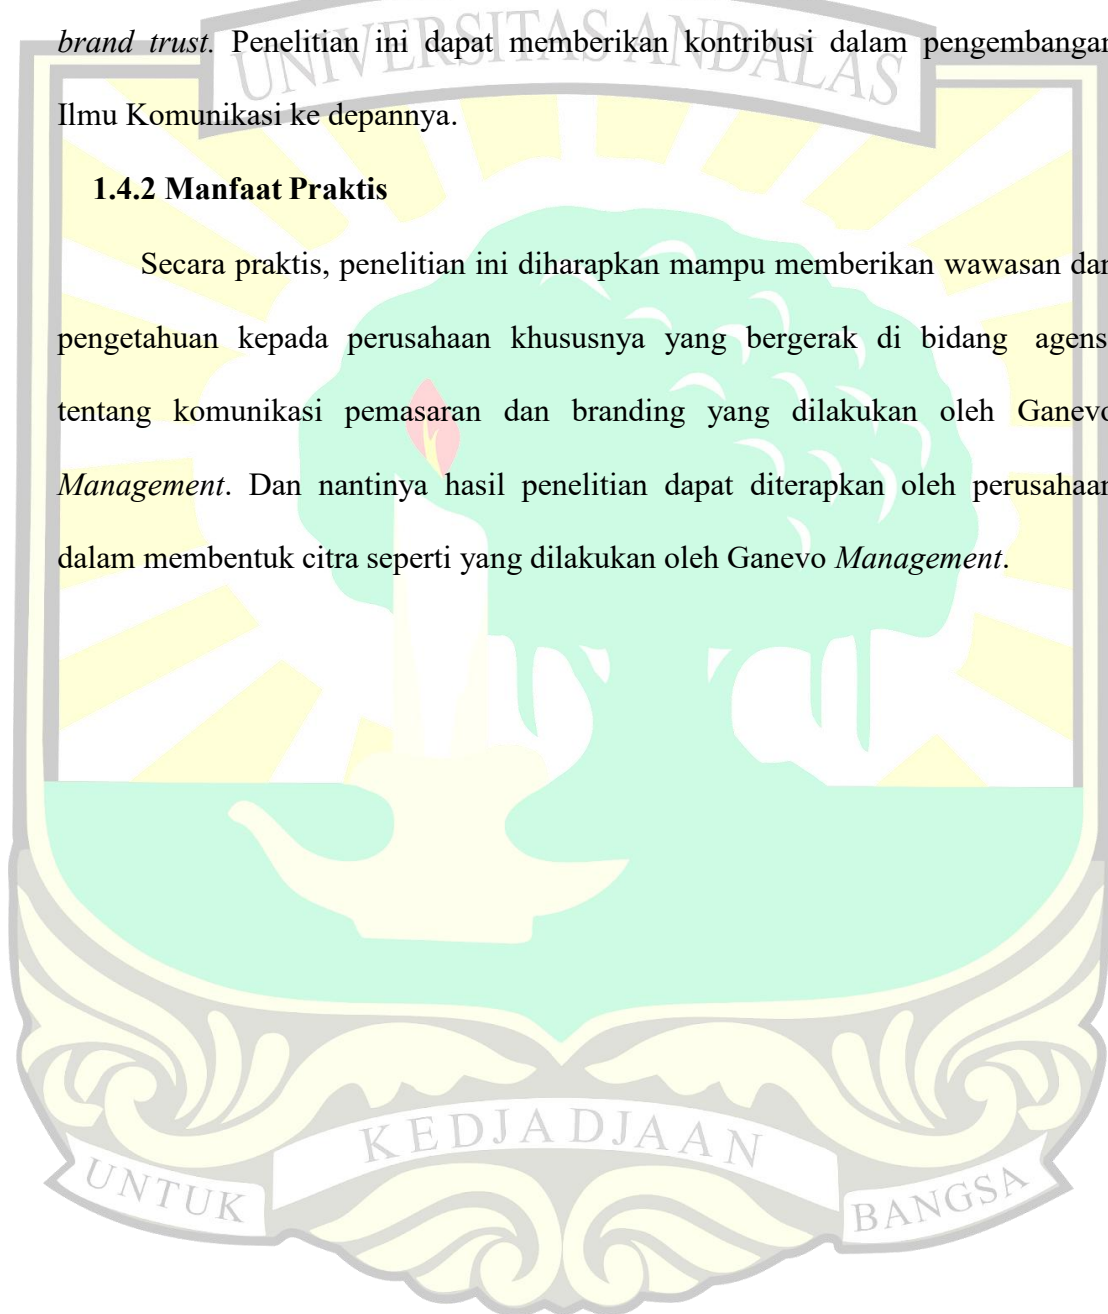 UNIVERSITAS ANDALAS
brand trust. Penelitian ini dapat memberikan kontribusi dalam pengembangan
Ilmu Komunikasi ke depannya.
1.4.2 Manfaat Praktis
Secara praktis, penelitian ini diharapkan mampu memberikan wawasan dan
pengetahuan kepada perusahaan khususnya yang bergerak di bidang agensi
tentang komunikasi pemasaran dan branding yang dilakukan oleh Ganevo
Management. Dan nantinya hasil penelitian dapat diterapkan oleh perusahaan
dalam membentuk citra seperti yang dilakukan oleh Ganevo Management.
UNTUK
KEDJADJAAN
BANGSA